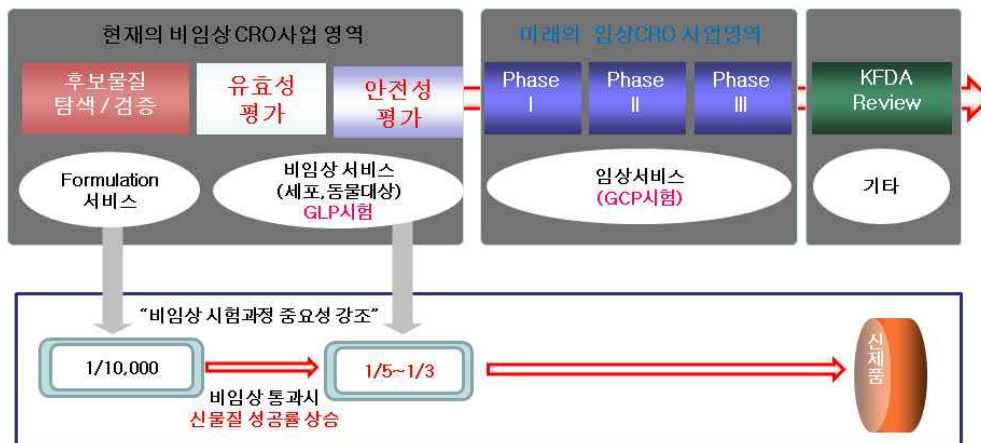 현재의 비임상 CRO사업 영역
미래의 임상CRO 사업영역
후보물질
탐색 / 검증
유효성
평가
안전성
평가
Phase
I
Phase
II
Phase
III
KFDA
Review
Formulation
서비스
비임상 서비스
(세포,동물대상)
GLP시험
임상서비스
(GCP시험)
기타
“비임상 시험과정 중요성 강조”
1/10,000
1/5~1/3
비임상 통과시
신물질 성공률 상승
신제품